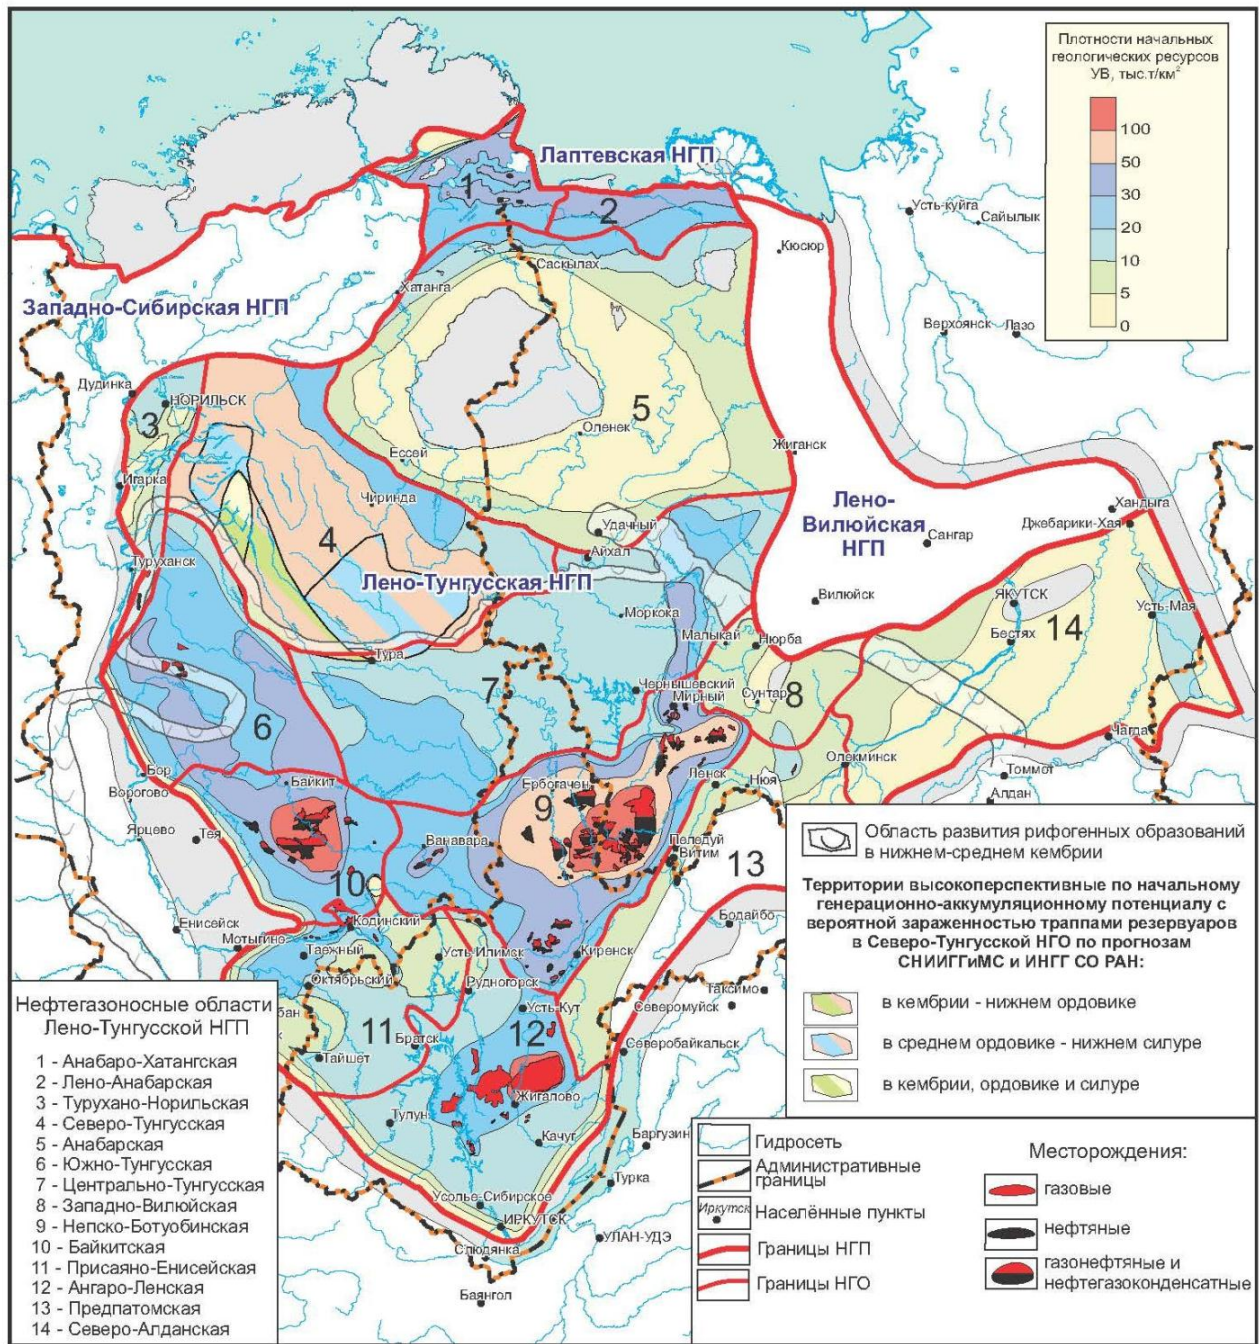 Плотности начальных
геологических ресурсов
УВ, тыс.т/км²
100
50
30
20
10
5
0
Лаптевская НГП
1
2
Усть-куйга
Сайылык
Кюсюр
Саскылах
Хатанга
Западно-Сибирская НГП
Верхоянск
Лазо
Дудинка
НОРИЛЬСК
3
5
Оленек
Жиганск
Ессей
Игарка
Чиринда
4
Лено-
Вилюйская
НГП
Хандыга
Джебарики-Хая
Удачный
Сангар
Айхал
Туруханск
Лено-Тунгусская НГП
Вилюйск
ЯКУТСК
Усть-Мая
Моркока
14
Малыкай
Нюрба
Бестях
Тура
7
Чернышевский
Мирный
Сунтар
8
6
Чагда
Бор
Байкит
Олекминск
Томмот
Ворогово
Ербогачен
Ленск
Нюя
Алдан
9
Ярцево
Тея
Ванавара
Пеледуй
Витим
13
10
Енисейск
Кодинский
Бодайбо
Мотыгино
Таежный
Усть-Илимск
Киренск
Октябрьский
Рудногорск
Таксимо
Усть-Кут
Северомуйск
бан
к
11
Братск
12
Северобайкальск
Тайшет
Жигалово
Тулун
Качуг
Баргузин
Турка
Усолье-Сибирское
ИРКУТСК
УЛАН-УДЭ
Слюдянка
Баянгол
Область развития рифогенных образований
в нижнем-среднем кембрии
Территории высокоперспективные по начальному
генерационно-аккумуляционному потенциалу с
вероятной зараженностью траппами резервуаров
в Северо-Тунгусской НГО по прогнозам
СНИИГГиМС и ИНГГ СО РАН:
в кембрии - нижнем ордовике
в среднем ордовике - нижнем силуре
в кембрии, ордовике и силуре
Нефтегазоносные области
Лено-Тунгусской НГП
1 - Анабаро-Хатангская
2 - Лено-Анабарская
3 - Турухано-Норильская
4 - Северо-Тунгусская
5 - Анабарская
6 - Южно-Тунгусская
7 - Центрально-Тунгусская
8 - Западно-Вилюйская
9 - Непско-Ботуобинская
10 - Байкитская
11 - Присаяно-Енисейская
12 - Ангаро-Ленская
13 - Предпатомская
14 - Северо-Алданская
Гидросеть
Административные
границы
Иркутск
Населённые пункты
Границы НГП
Границы НГО
Месторождения:
газовые
нефтяные
газонефтяные и
нефтегазоконденсатные